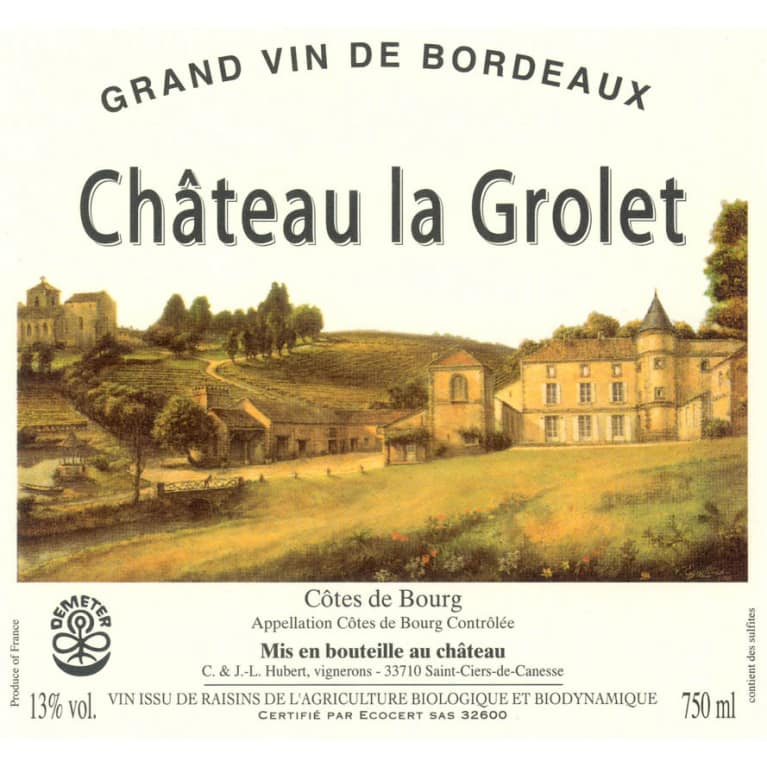 GRAND VIN DE BORDEAUX
Château la Grolet
Côtes de Bourg
Appellation Côtes de Bourg Contrôlée
Mis en bouteille au château
C. & J.-L. Hubert, vignerons - 33710 Saint-Ciers-de-Canesse
DEMETER
Produce of France
contient des sulfites
13% vol.
VIN ISSU DE RAISINS DE L'AGRICULTURE BIOLOGIQUE ET BIODYNAMIQUE
750 ml
CERTIFIÉ PAR ECOCERT SAS 32600